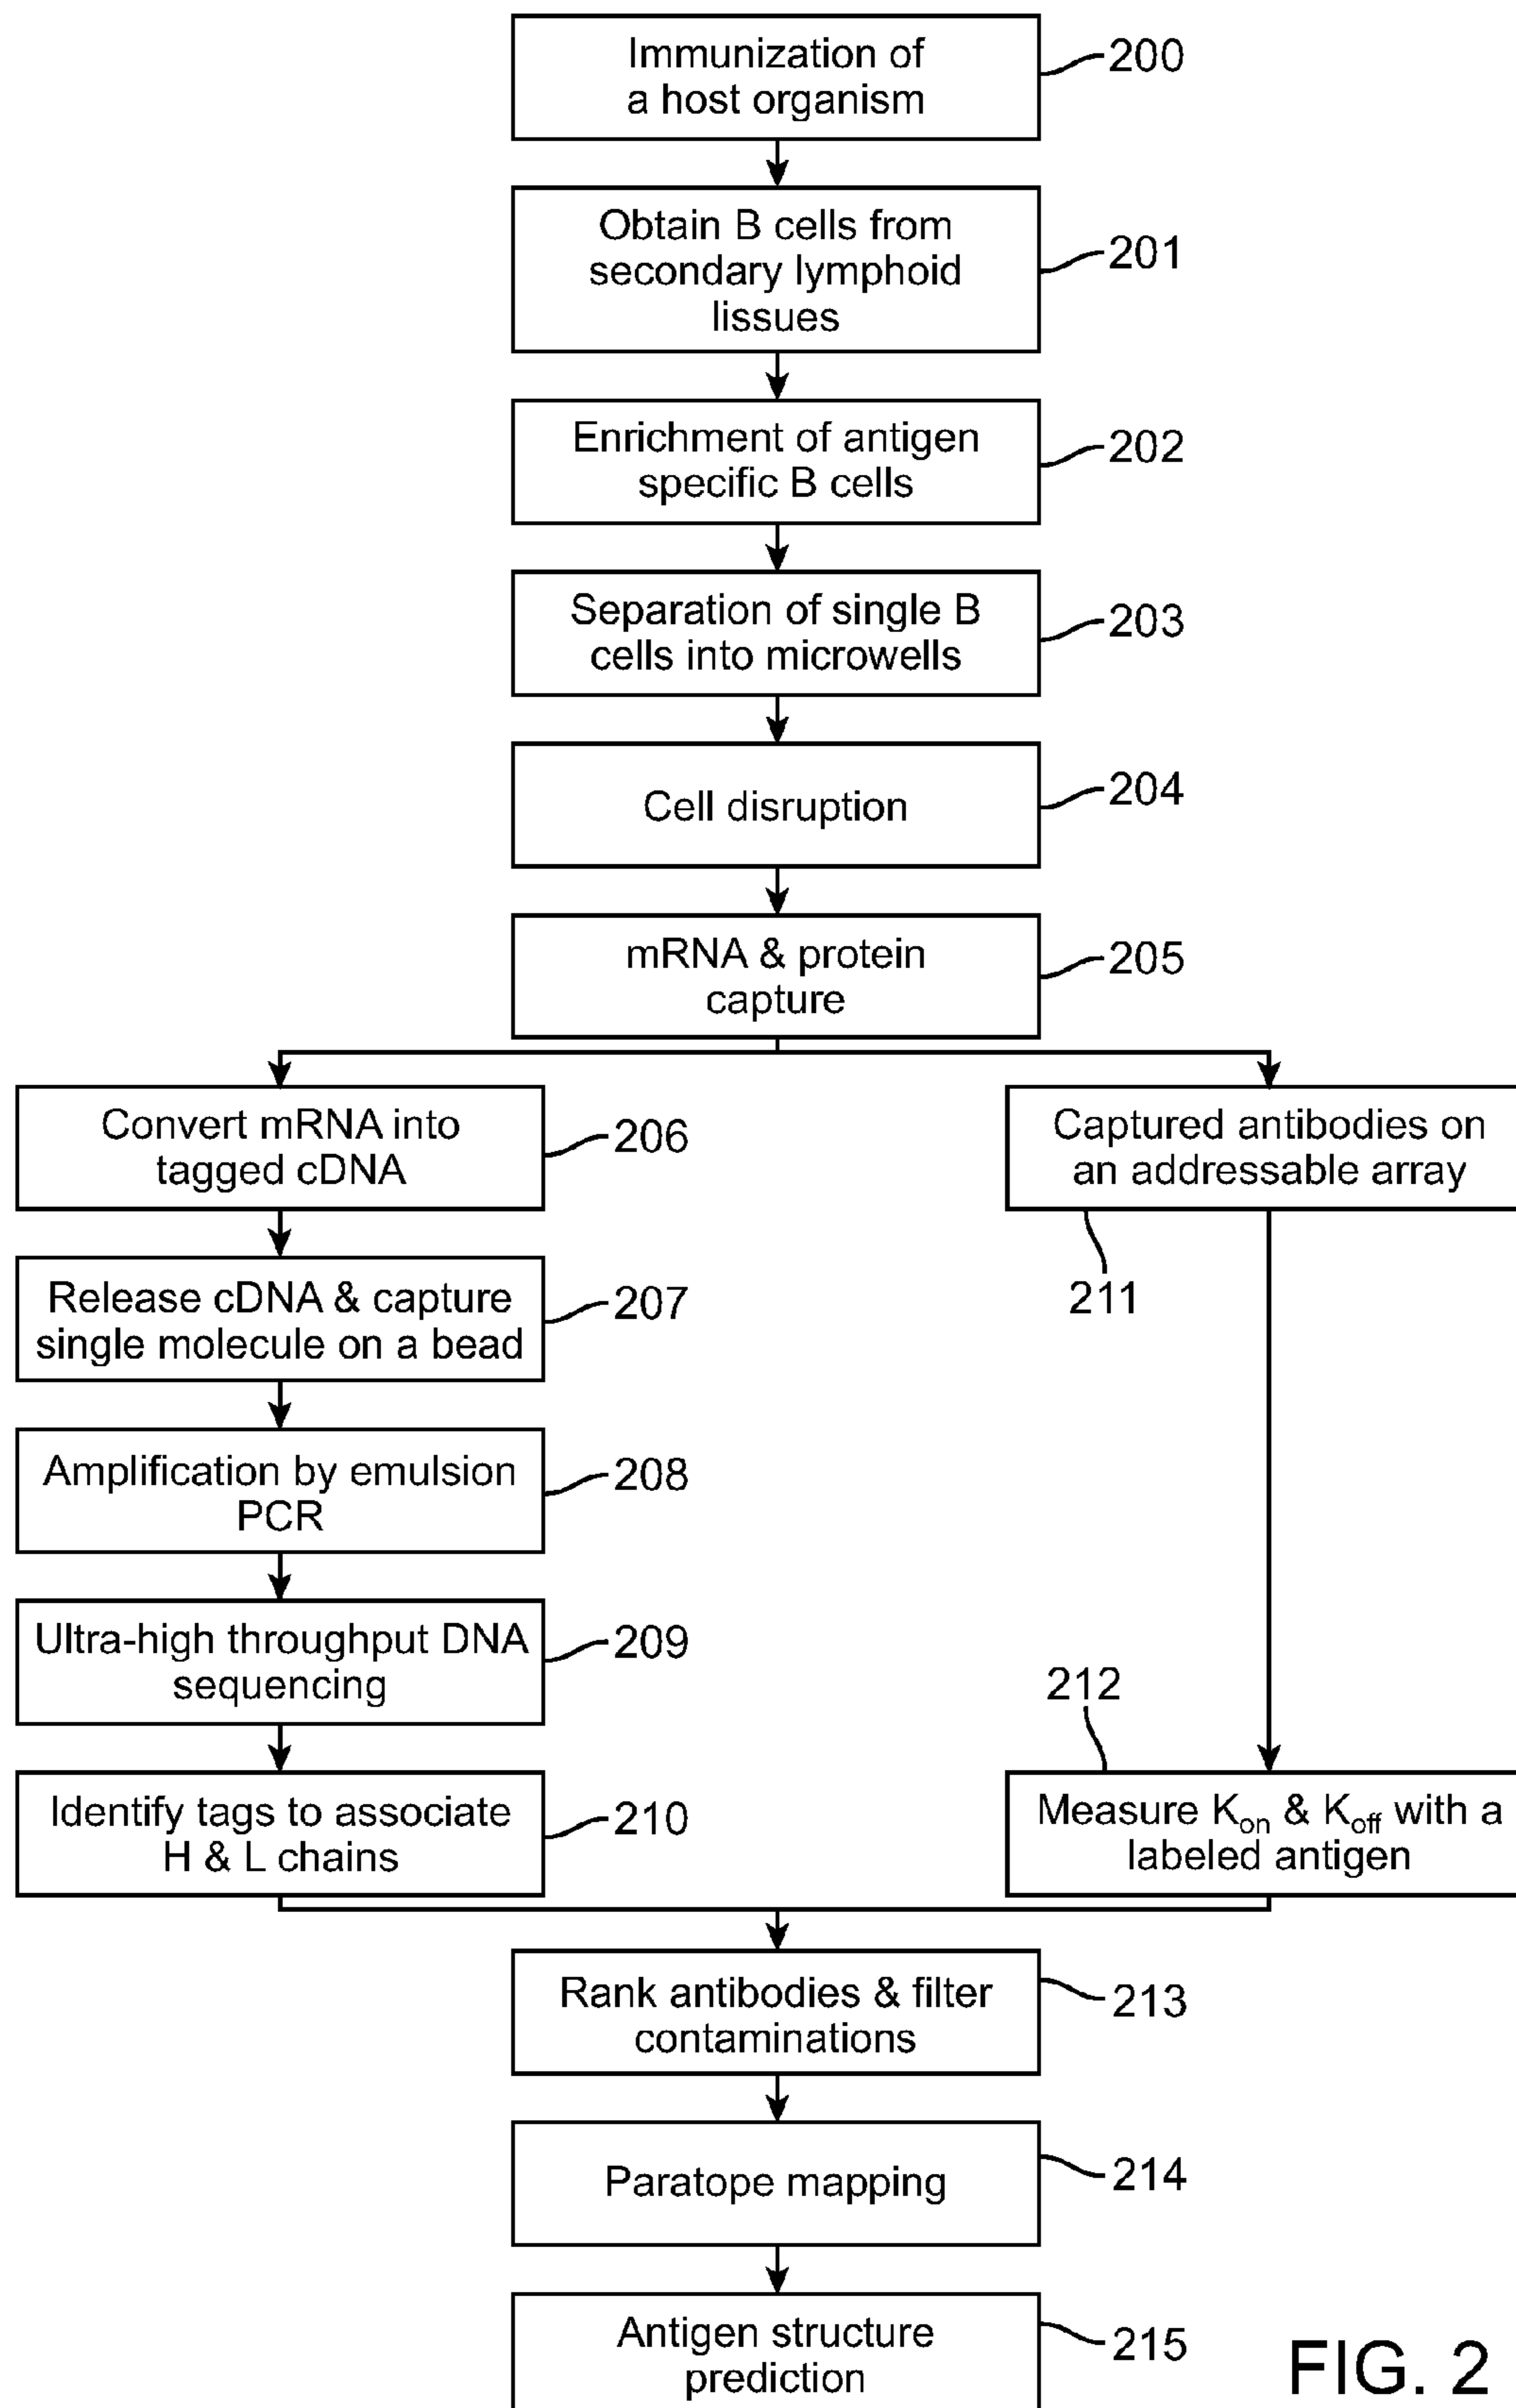 Immunization of
a host organism
200
Obtain B cells from
secondary lymphoid
lissues
201
Enrichment of antigen
specific B cells
202
Separation of single B
cells into microwells
203
Cell disruption
204
mRNA & protein
capture
205
Convert mRNA into
tagged cDNA
206
Captured antibodies on
an addressable array
211
Release cDNA & capture
single molecule on a bead
207
Amplification by emulsion
PCR
208
Ultra-high throughput DNA
sequencing
209
212
Identify tags to associate
H & L chains
210
Measure Kon & Koff with a
labeled antigen
Rank antibodies & filter
contaminations
213
Paratope mapping
214
Antigen structure
prediction
215
FIG. 2